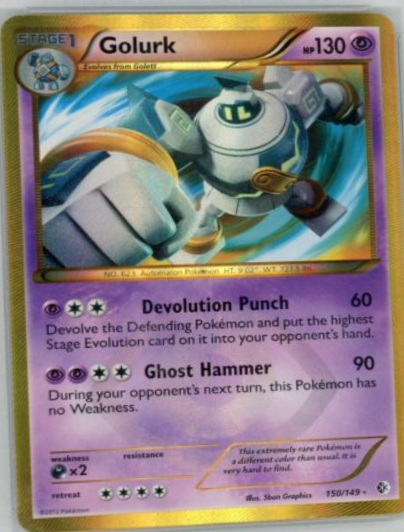 STAGE1 Golurk HP130
Evolves from Golett
NO. 623 Automation Pokémon HT. 9'02" WT. 727.5 lbs.
Devolution Punch 60
Devolve the Defending Pokémon and put the highest
Stage Evolution card on it into your opponent's hand.
Ghost Hammer 90
During your opponent's next turn, this Pokémon has
no Weakness.
weakness resistance
×2
retreat
This extremely rare Pokémon is
a different color than usual. It is
very hard to find.
Illus. 5ban Graphics 150/149
©2012 Pokémon